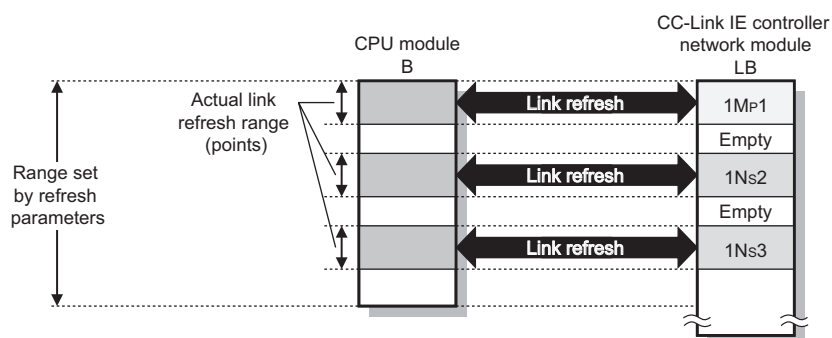 CPU module
B
CC-Link IE controller
network module
LB
Actual link
refresh range
(points)
Range set
by refresh
parameters
Link refresh
1MP1
Empty
Link refresh
1NS2
Empty
Link refresh
1NS3